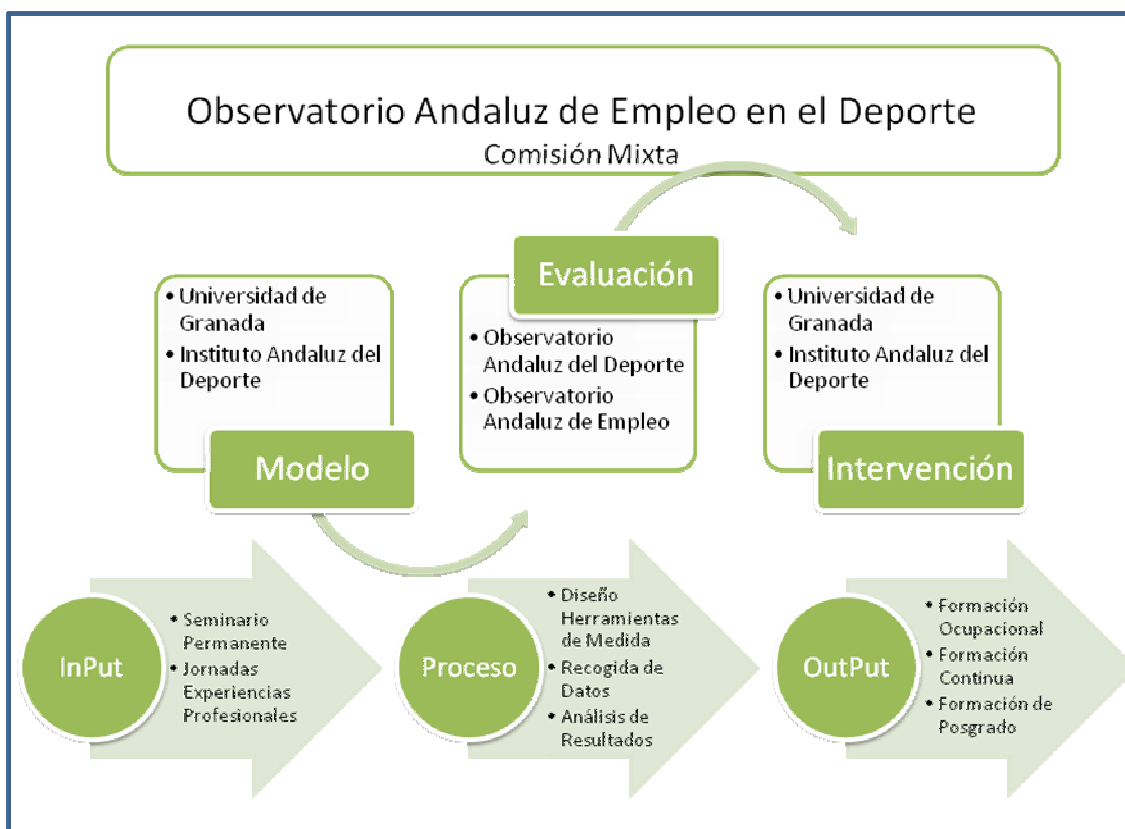 Observatorio Andaluz de Empleo en el Deporte
Comisión Mixta
• Universidad de
Granada
• Instituto Andaluz del
Deporte
Modelo
Evaluación
• Observatorio
Andaluz del Deporte
• Observatorio
Andaluz de Empleo
• Universidad de
Granada
• Instituto Andaluz del
Deporte
Intervención
InPut
• Seminario
Permanente
• Jornadas
Experiencias
Profesionales
Proceso
• Diseño
Herramientas
de Medida
• Recogida de
Datos
• Análisis de
Resultados
OutPut
• Formación
Ocupacional
• Formación
Continua
• Formación de
Posgrado